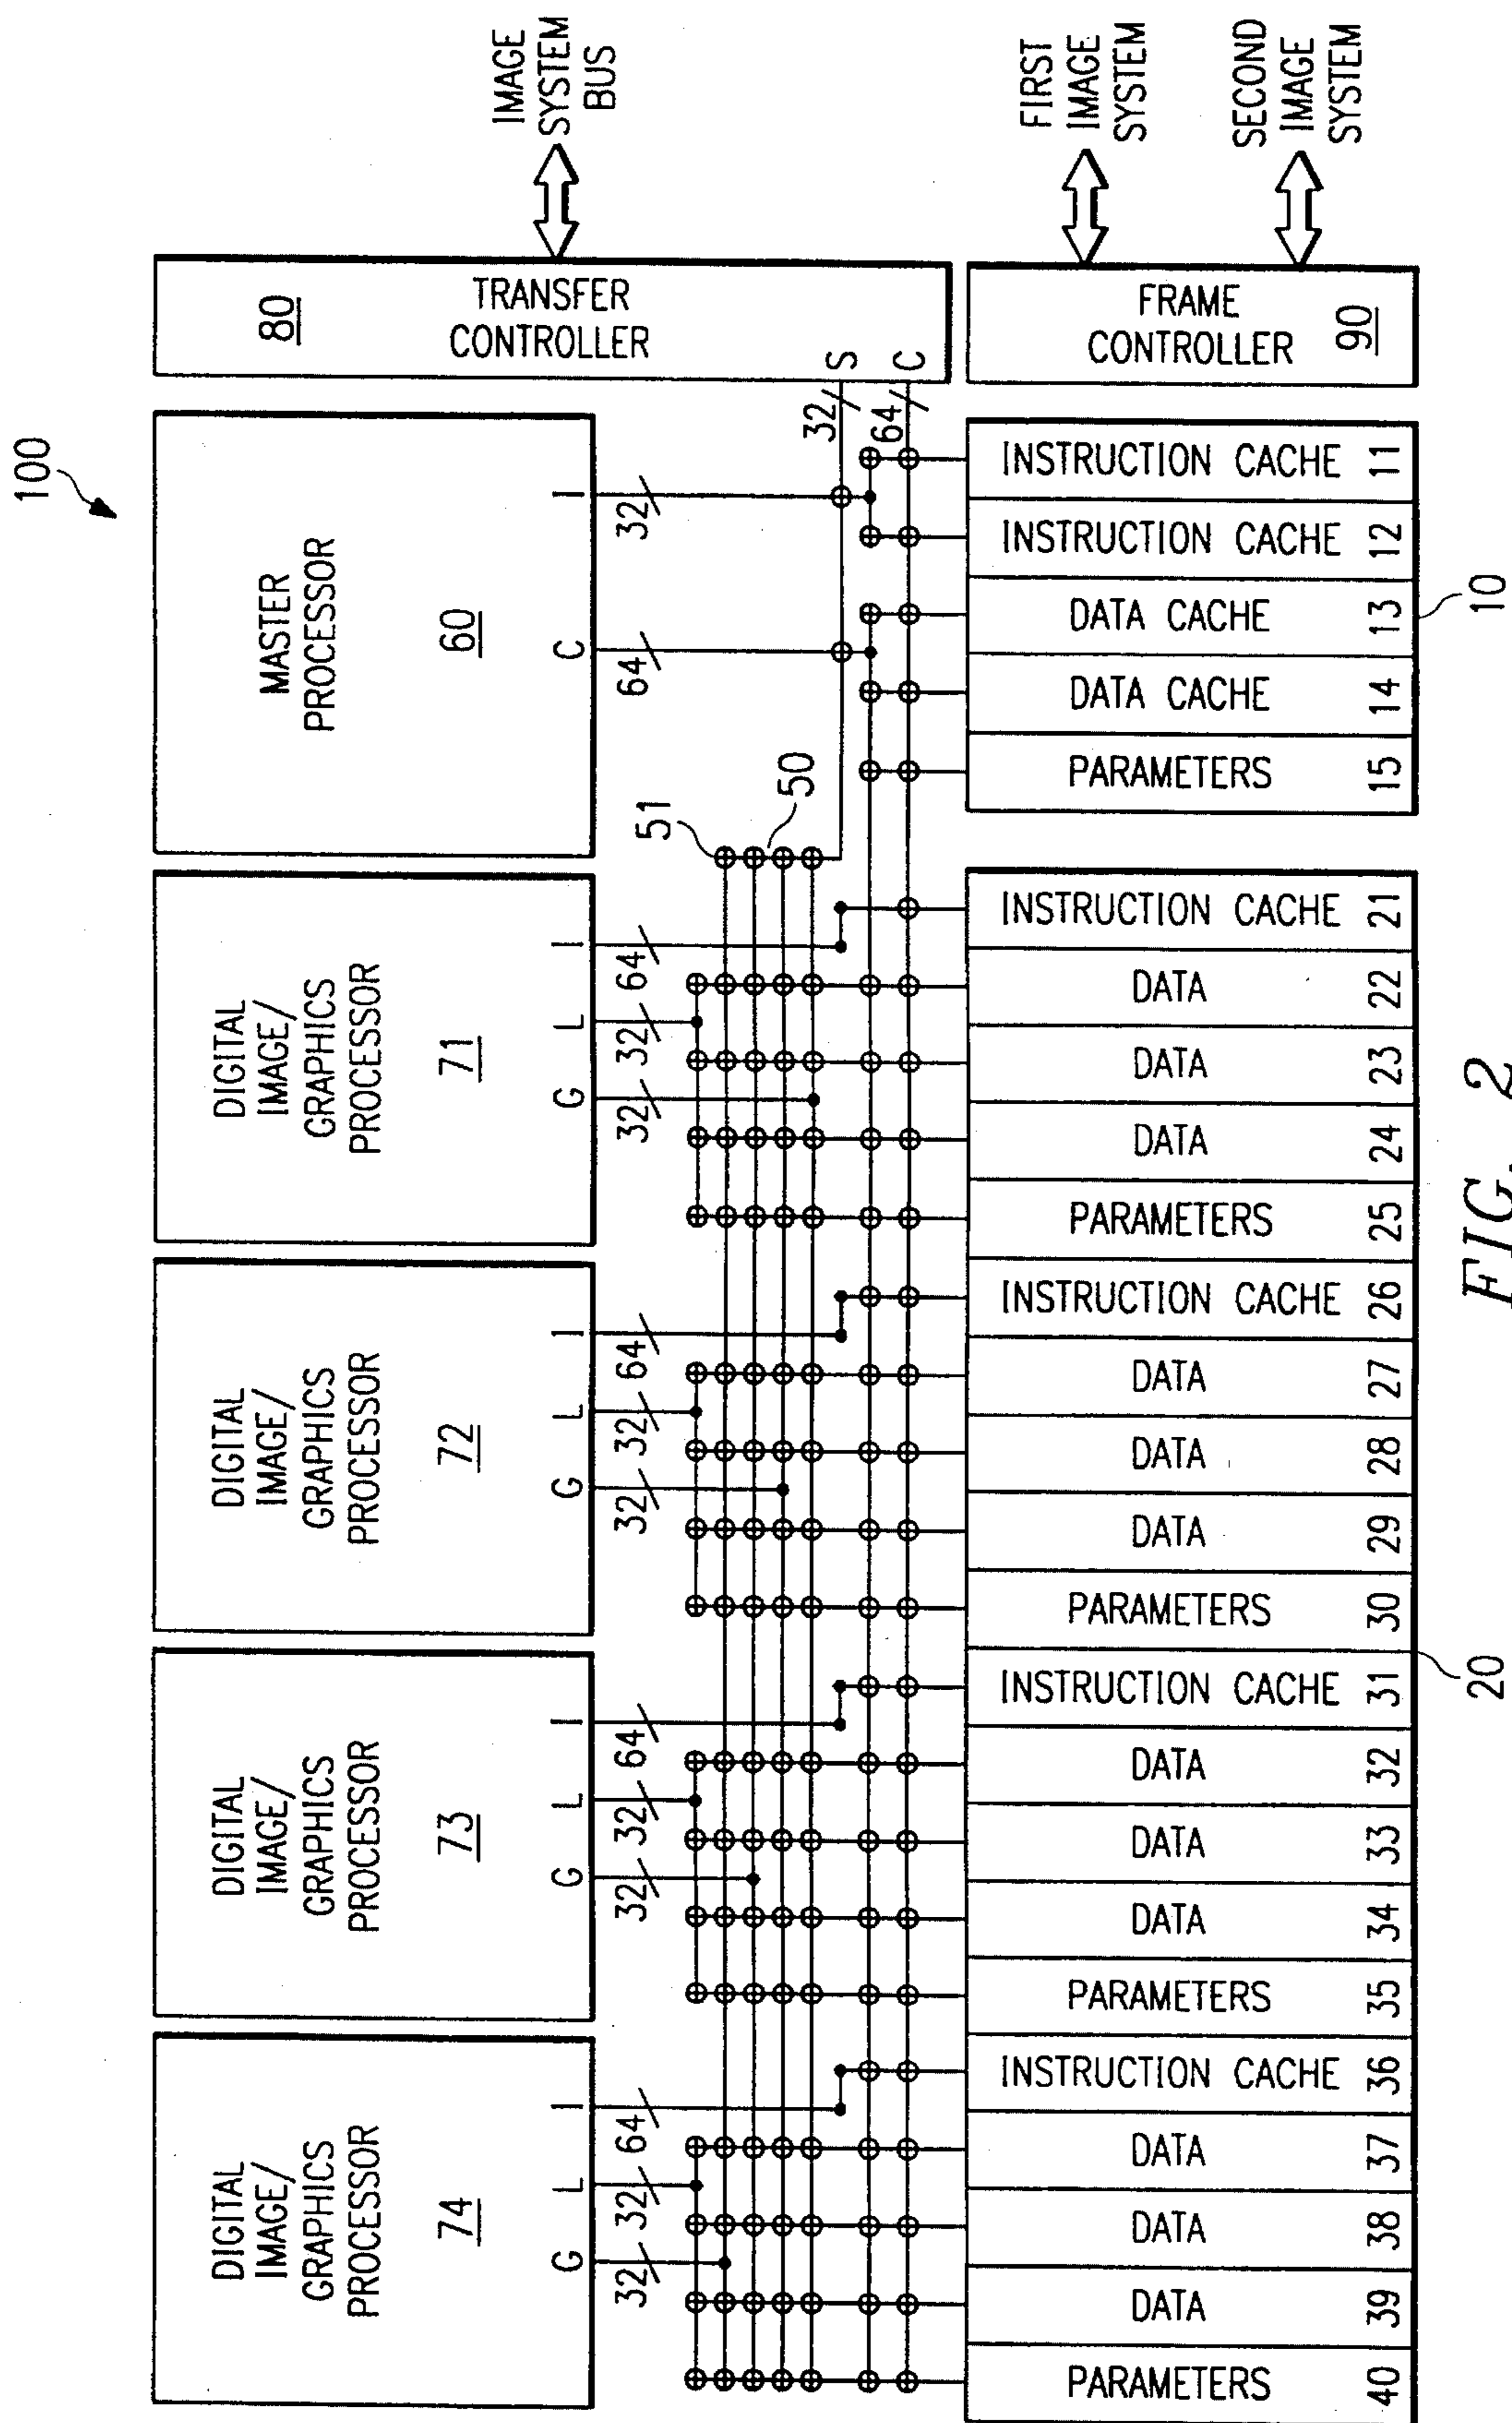 100
DIGITAL
IMAGE/
GRAPHICS
PROCESSOR
74
G
L
I
32
32
64
DIGITAL
IMAGE/
GRAPHICS
PROCESSOR
73
G
L
I
32
32
64
DIGITAL
IMAGE/
GRAPHICS
PROCESSOR
72
G
L
I
32
32
64
DIGITAL
IMAGE/
GRAPHICS
PROCESSOR
71
G
L
I
32
32
64
MASTER
PROCESSOR
60
C
I
64
32
80
TRANSFER
CONTROLLER
S
C
32
64
IMAGE
SYSTEM
BUS
51
50
PARAMETERS 40
DATA 39
DATA 38
DATA 37
INSTRUCTION CACHE 36
PARAMETERS 35
DATA 34
DATA 33
DATA 32
INSTRUCTION CACHE 31
PARAMETERS 30
DATA 29
DATA 28
DATA 27
INSTRUCTION CACHE 26
PARAMETERS 25
DATA 24
DATA 23
DATA 22
INSTRUCTION CACHE 21
20
PARAMETERS 15
DATA CACHE 14
DATA CACHE 13
INSTRUCTION CACHE 12
INSTRUCTION CACHE 11
10
FRAME
CONTROLLER
90
FIRST
IMAGE
SYSTEM
SECOND
IMAGE
SYSTEM
FIG. 2